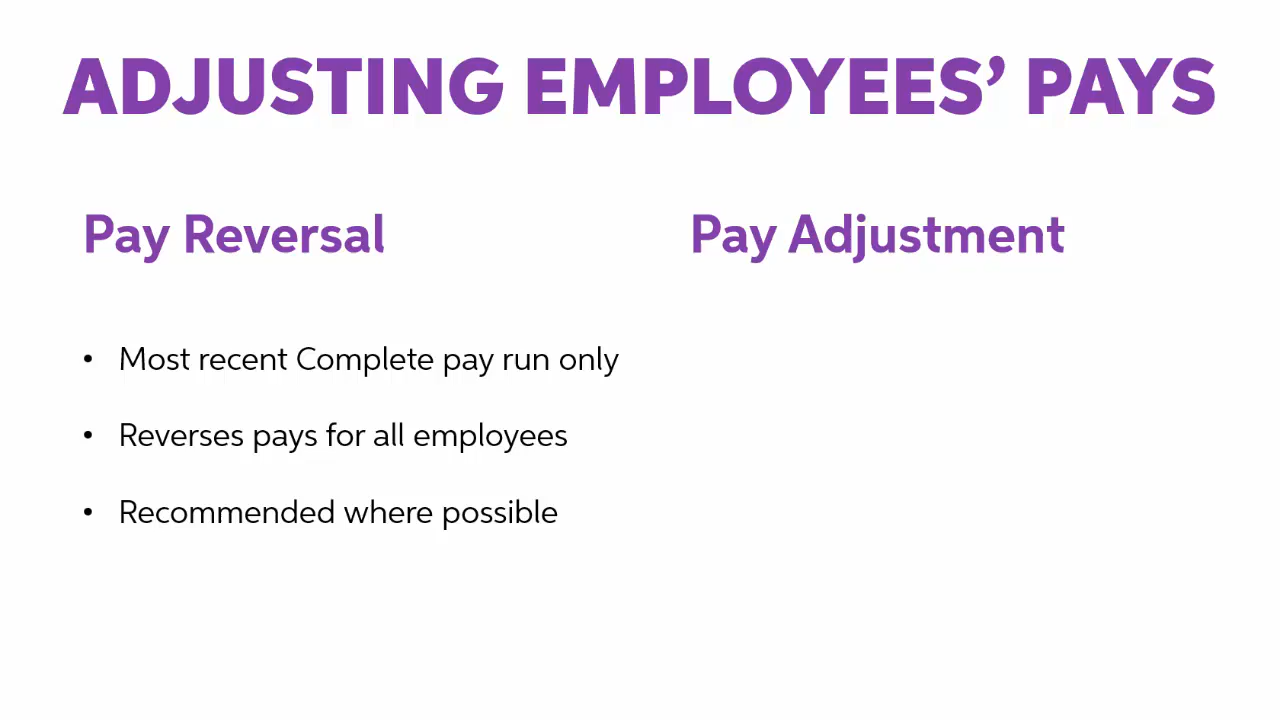 ADJUSTING EMPLOYEES’ PAYS
Pay Reversal
Pay Adjustment
• Most recent Complete pay run only
• Reverses pays for all employees
• Recommended where possible